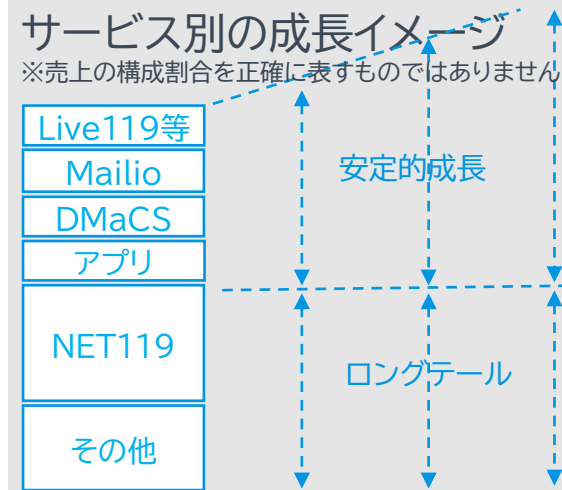 サービス別の成長イメージ
※売上の構成割合を正確に表すものではありません
Live119等
Mailio
安定的成長
DMaCS
アプリ
NET119
ロングテール
その他